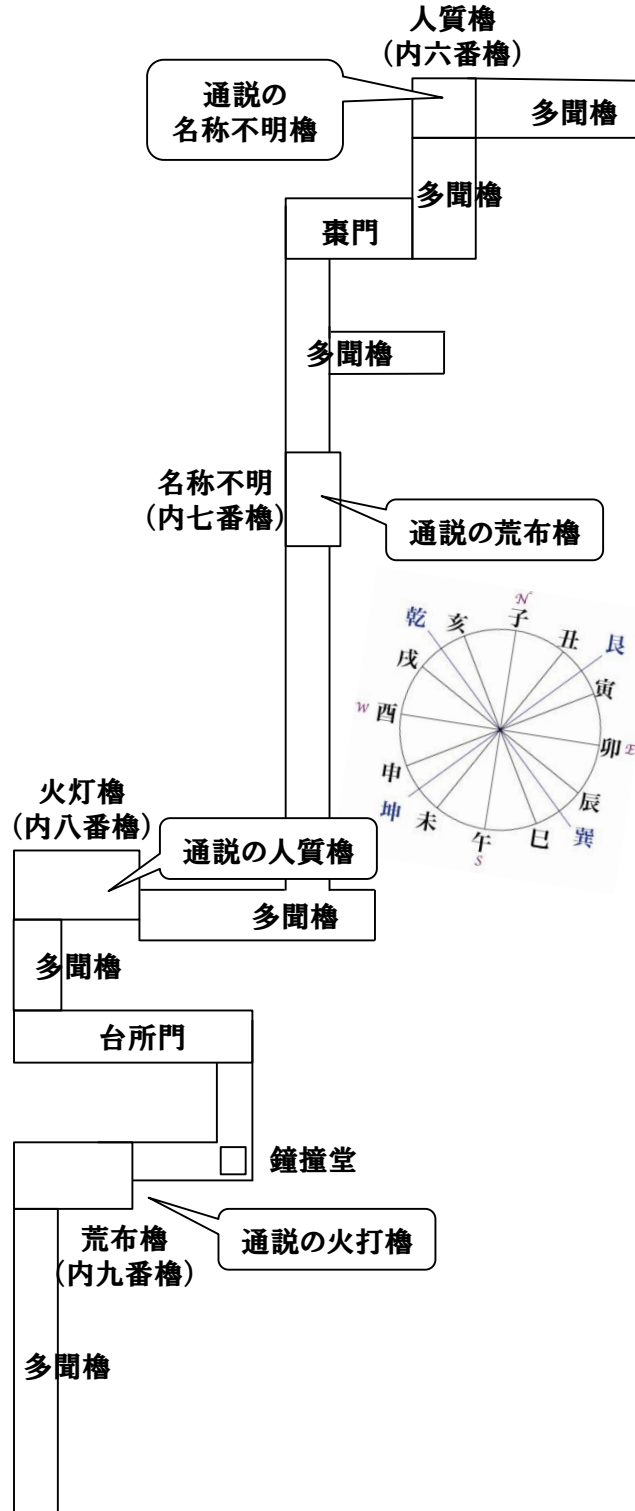 人質櫓
(内六番櫓)
通説の
名称不明櫓
多聞櫓
多聞櫓
棗門
多聞櫓
名称不明
(内七番櫓)
通説の荒布櫓
N
乾
亥
子
丑
艮
戌
寅
W
酉
卯
E
申
辰
坤
未
午
巳
巽
S
火灯櫓
(内八番櫓)
通説の人質櫓
多聞櫓
多聞櫓
台所門
鐘撞堂
荒布櫓
(内九番櫓)
通説の火打櫓
多聞櫓